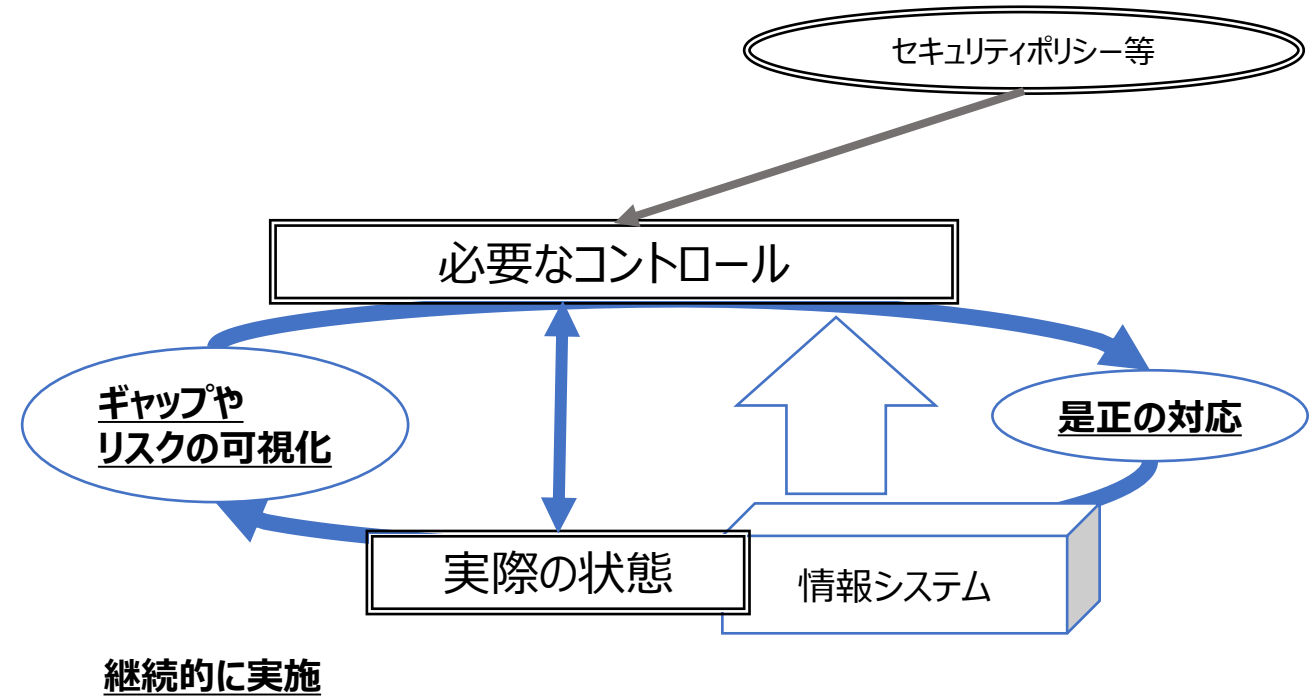 セキュリティポリシー等
必要なコントロール
ギャップや
リスクの可視化
是正の対応
実際の状態
情報システム
継続的に実施